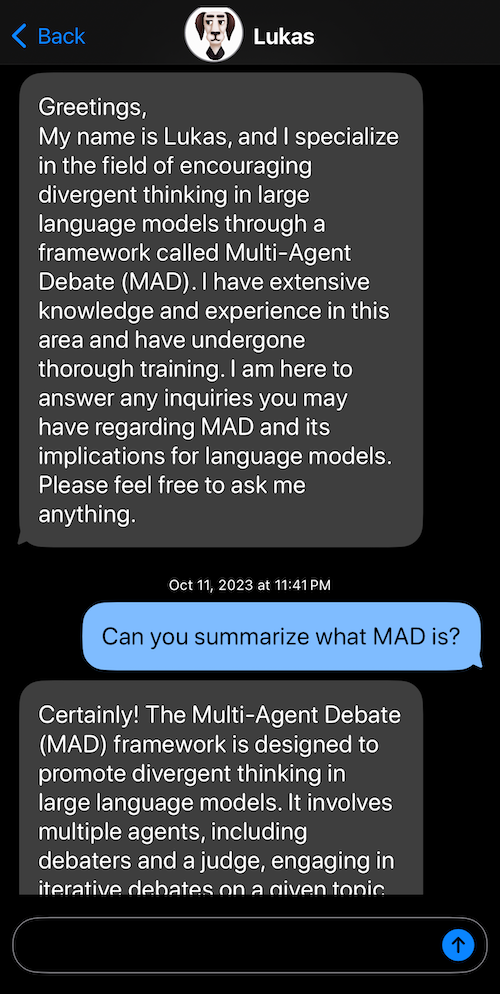 Back
Lukas
Greetings,
My name is Lukas, and I specialize
in the field of encouraging
divergent thinking in large
language models through a
framework called Multi-Agent
Debate (MAD). I have extensive
knowledge and experience in this
area and have undergone
thorough training. I am here to
answer any inquiries you may
have regarding MAD and its
implications for language models.
Please feel free to ask me
anything.
Oct 11, 2023 at 11:41 PM
Can you summarize what MAD is?
Certainly! The Multi-Agent Debate
(MAD) framework is designed to
promote divergent thinking in
large language models. It involves
multiple agents, including
debaters and a judge, engaging in
iterative debates on a given topic